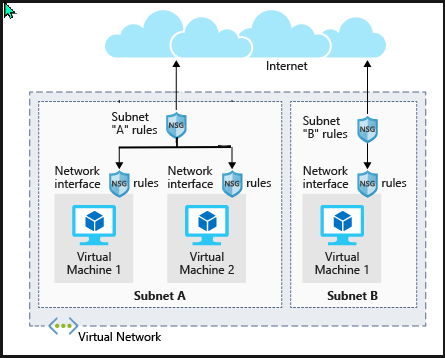 Internet
Subnet
"A" rules
NSG
Subnet
"B" rules
NSG
Network
interface
NSG
rules
Network
interface
NSG
rules
Network
interface
NSG
rules
Virtual
Machine 1
Virtual
Machine 2
Virtual
Machine 1
Subnet A
Subnet B
Virtual Network